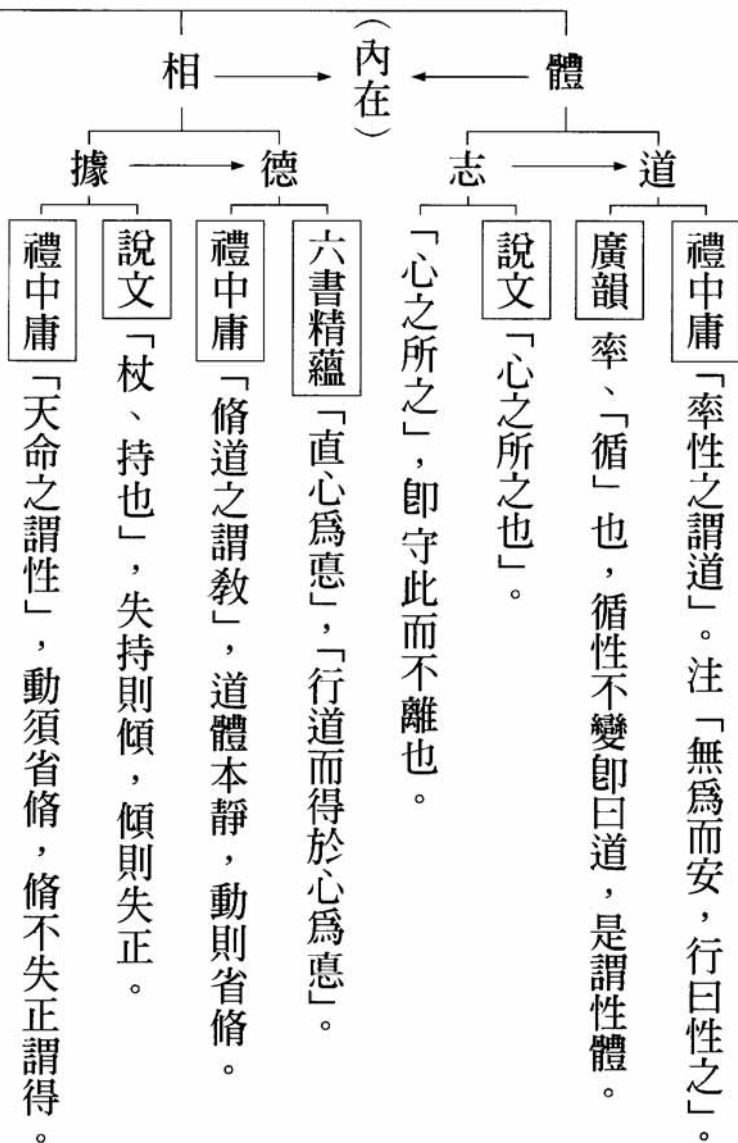 體
(內在)
相
道
志
德
據
禮中庸「率性之謂道」。注「無爲而安，行曰性之」。
廣韻 率、「循」也，循性不變卽曰道，是謂性體。
說文「心之所之也」。
「心之所之」，卽守此而不離也。
六書精蘊「直心爲悳」，「行道而得於心爲悳」。
禮中庸「脩道之謂敎」，道體本靜，動則省脩。
說文「杖、持也」，失持則傾，傾則失正。
禮中庸「天命之謂性」，動須省脩，脩不失正謂得。